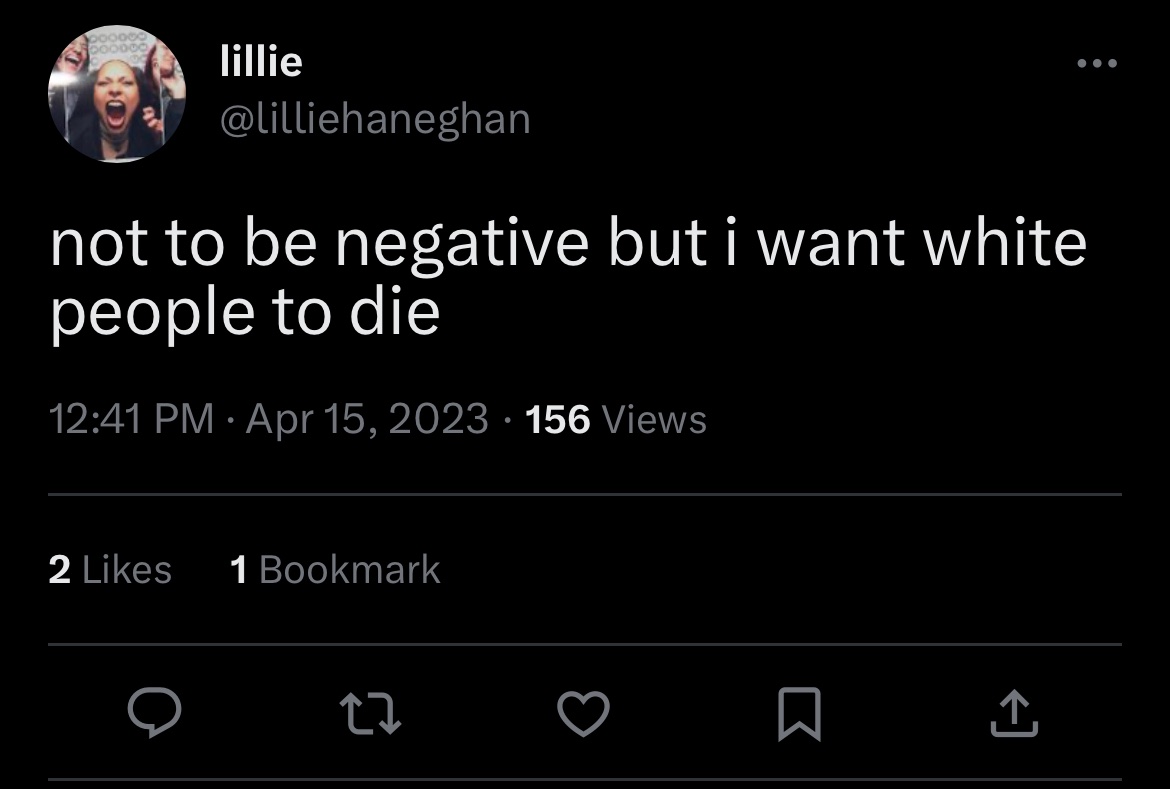 lillie
@lilliehaneghan
not to be negative but i want white
people to die
12:41 PM · Apr 15, 2023 · 156 Views
2 Likes 1 Bookmark